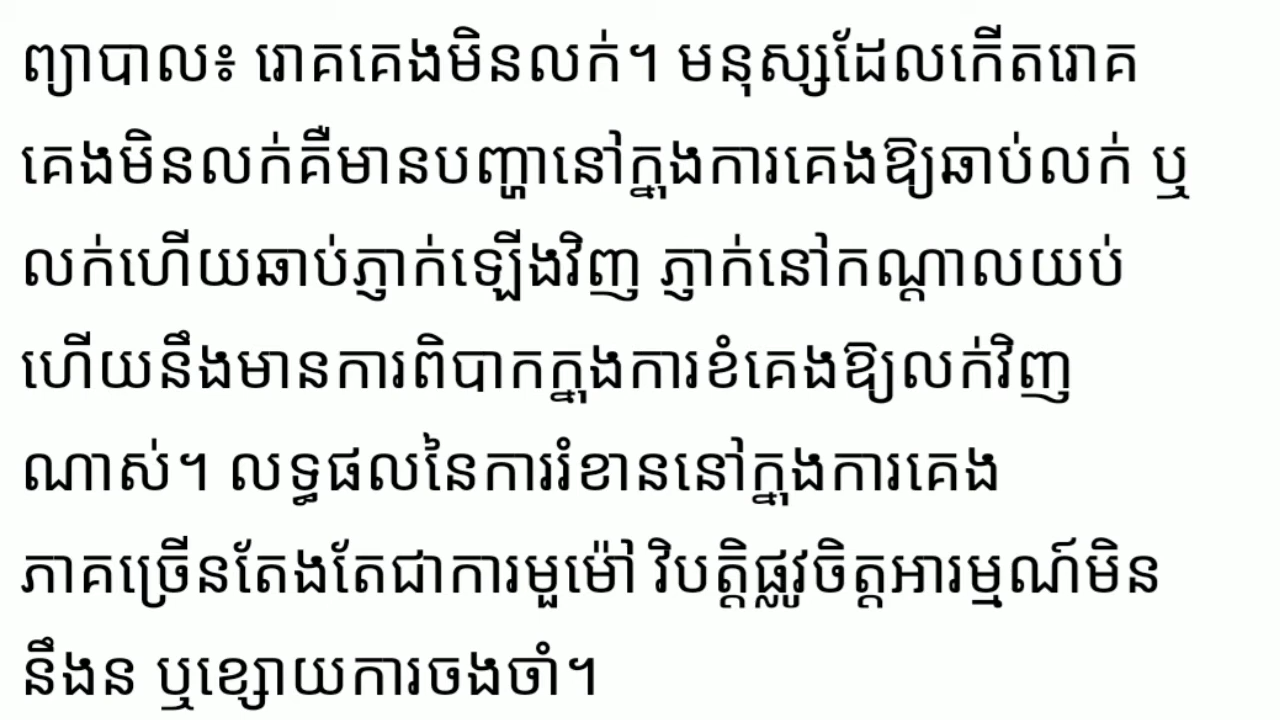 ព្យាបាល៖ រោគគេងមិនលក់។ មនុស្សដែលកើតរោគ
គេងមិនលក់គឺមានបញ្ហានៅក្នុងការគេងឱ្យឆាប់លក់ ឬ
លក់ហើយឆាប់ភ្ញាក់ឡើងវិញ ភ្ញាក់នៅកណ្តាលយប់
ហើយនឹងមានការពិបាកក្នុងការខំគេងឱ្យលក់វិញ
ណាស់។ លទ្ធផលនៃការរំខាននៅក្នុងការគេង
ភាគច្រើនតែងតែជាការមួម៉ៅ វិបត្តិផ្លូវចិត្តអារម្មណ៍មិន
នឹងន ឬខ្សោយការចងចាំ។